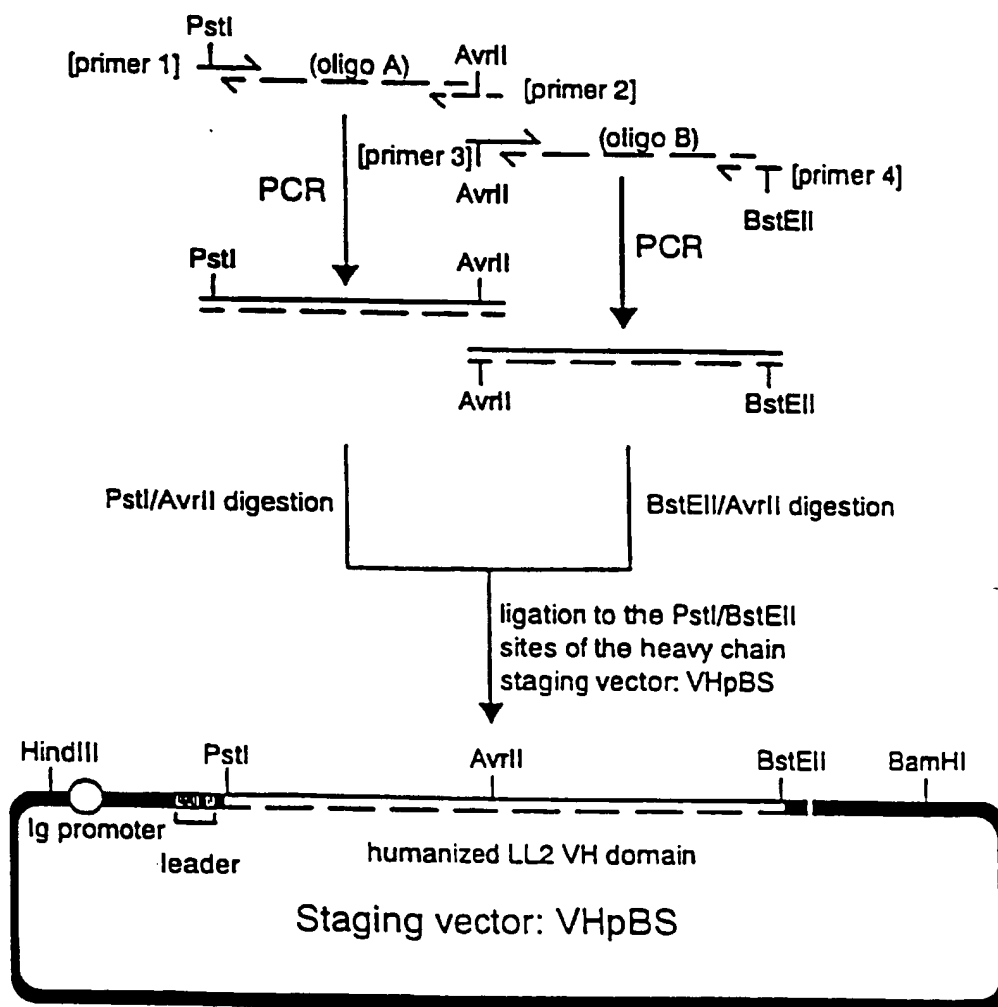 PstI
[primer 1]
(oligo A)
AvrII
[primer 2]
[primer 3]
(oligo B)
[primer 4]
AvrII
BstEII
PCR
PCR
PstI
AvrII
AvrII
BstEII
PstI/AvrII digestion
BstEII/AvrII digestion
ligation to the PstI/BstEII
sites of the heavy chain
staging vector: VHpBS
HindIII
PstI
AvrII
BstEII
BamHI
Ig promoter
leader
humanized LL2 VH domain
Staging vector: VHpBS